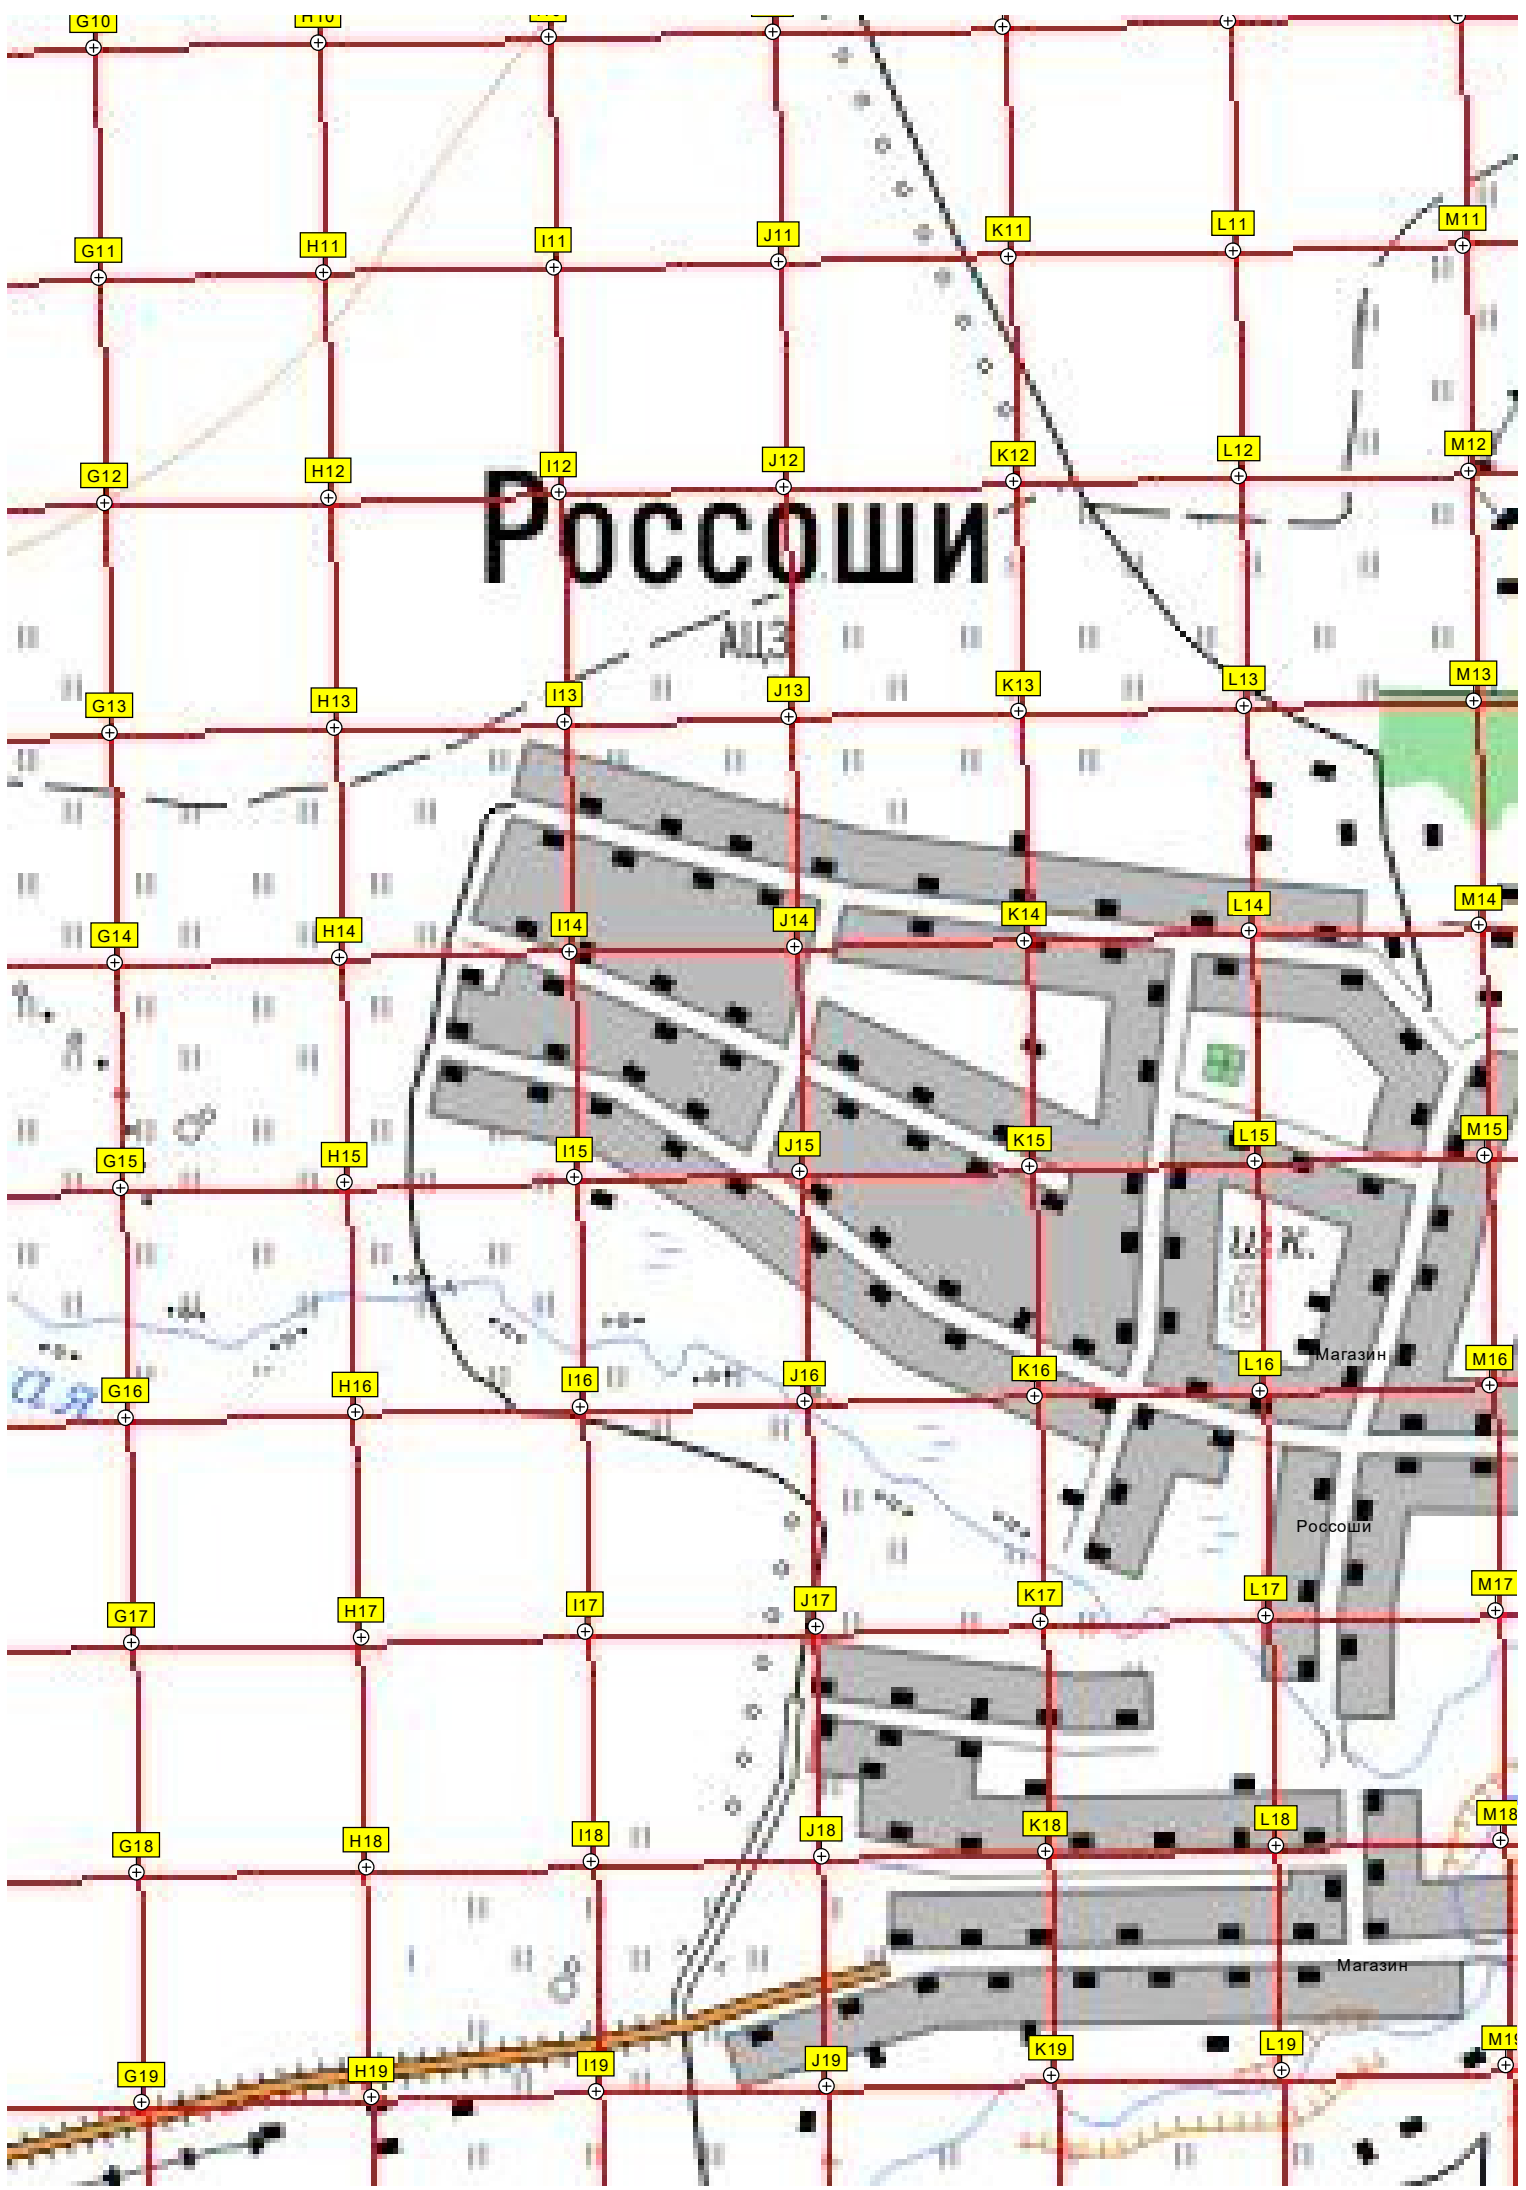 G10 H10
G11 H11 I11 J11 K11 L11 M11
G12 H12 I12 J12 K12 L12 M12
Россоши
АЦЗ
G13 H13 I13 J13 K13 L13 M13
G14 H14 I14 J14 K14 L14 M14
G15 H15 I15 J15 K15 L15 M15
шк.
Магазин
ая
G16 H16 I16 J16 K16 L16 M16
Россоши
G17 H17 I17 J17 K17 L17 M17
G18 H18 I18 J18 K18 L18 M18
Магазин
G19 H19 I19 J19 K19 L19 M19